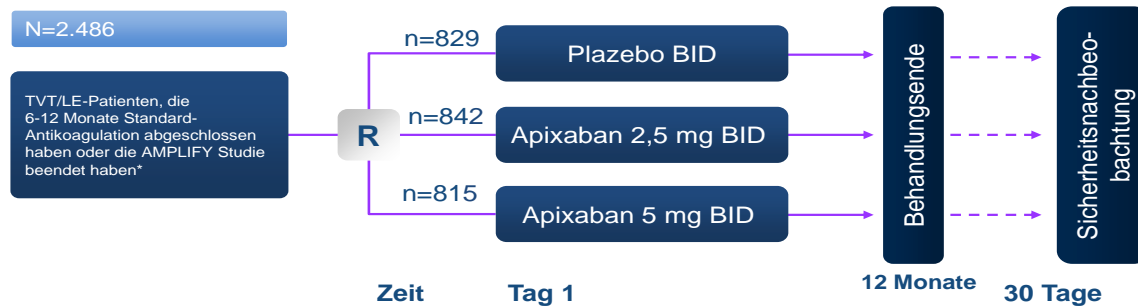 N=2.486
TVT/LE-Patienten, die
6-12 Monate Standard-
Antikoagulation abgeschlossen
haben oder die AMPLIFY Studie
beendet haben*
R
n=829
Plazebo BID
n=842
Apixaban 2,5 mg BID
n=815
Apixaban 5 mg BID
Behandlungsende
Sicherheitsnachbeo-
bachtung
Zeit
Tag 1
12 Monate
30 Tage